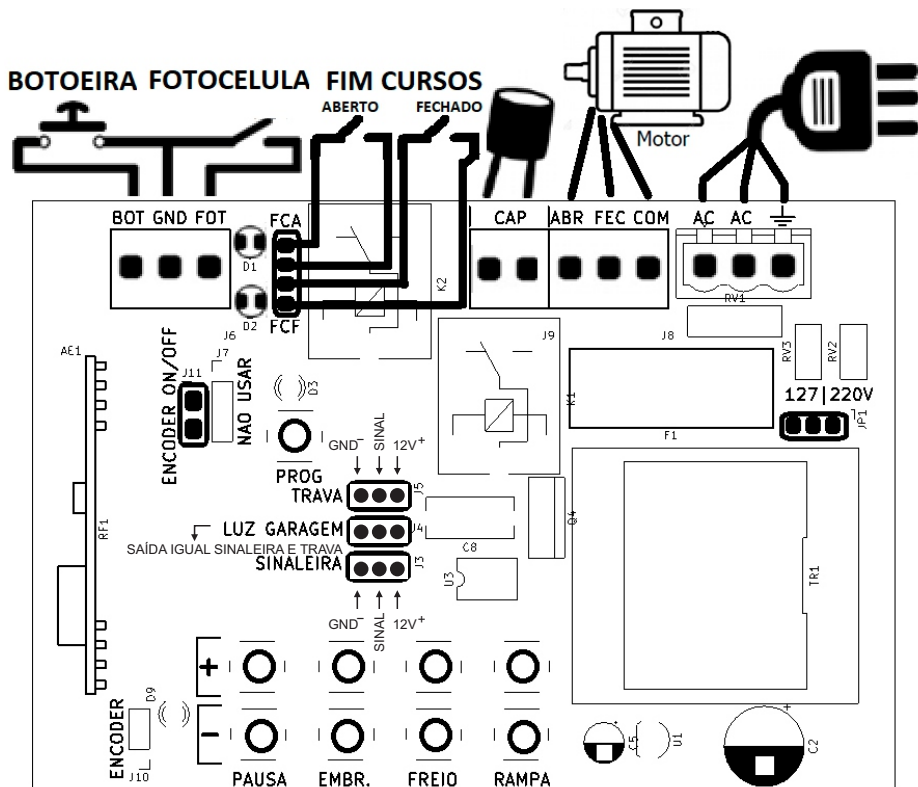 BOTOEIRA FOTOCELULA FIM CURSOS
ABERTO FECHADO
Motor
BOT GND FOT
FCA
CAP
ABR FEC COM
AC AC
D1
K2
RV1
D2
FCF
J6
J9
J8
AE1
J7
J11
ENCODER ON/OFF
NAO USAR
D3
K1
RV3
RV2
127|220V
JP1
F1
GND- SINAL 12V+
PROG
TRAVA
J5
LUZ GARAGEM
J4
SAÍDA IGUAL SINALEIRA E TRAVA
SINALEIRA
J3
C8
Q4
U3
RF1
TR1
GND- SINAL 12V+
+
D9
ENCODER
J10
-
C5
U1
+
C2
PAUSA EMBR. FREIO RAMPA